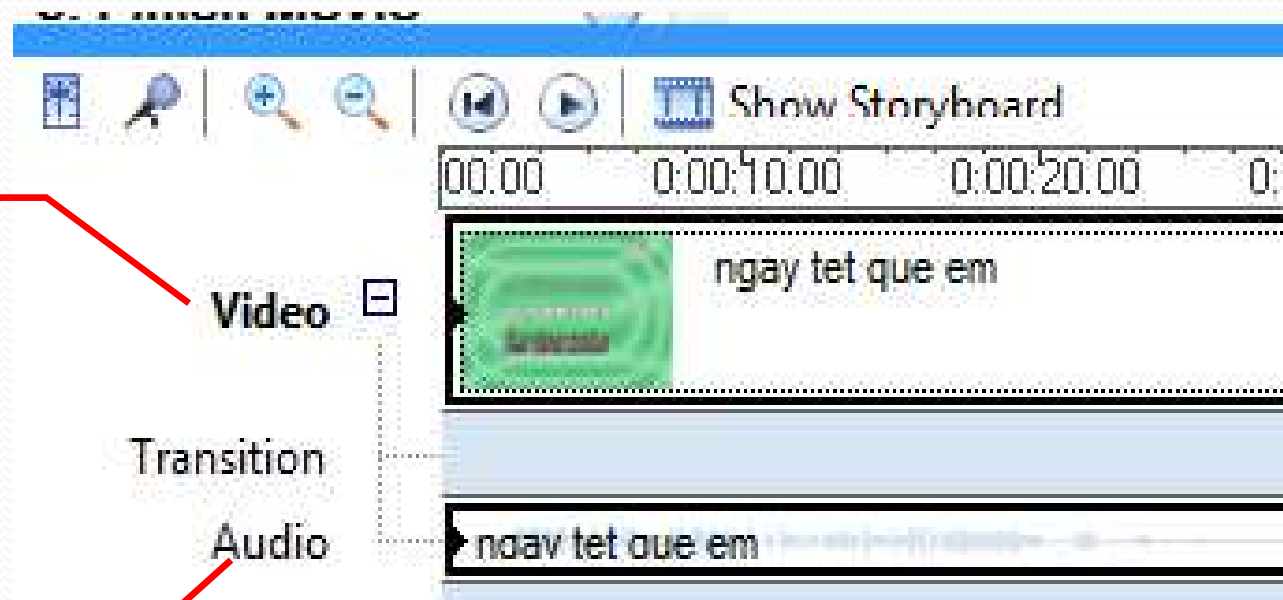 Show Storyboard
00.00 0:00:10.00 0:00:20.00 0:
Video
ngay tet que em
Transition
Audio
ngay tet que em